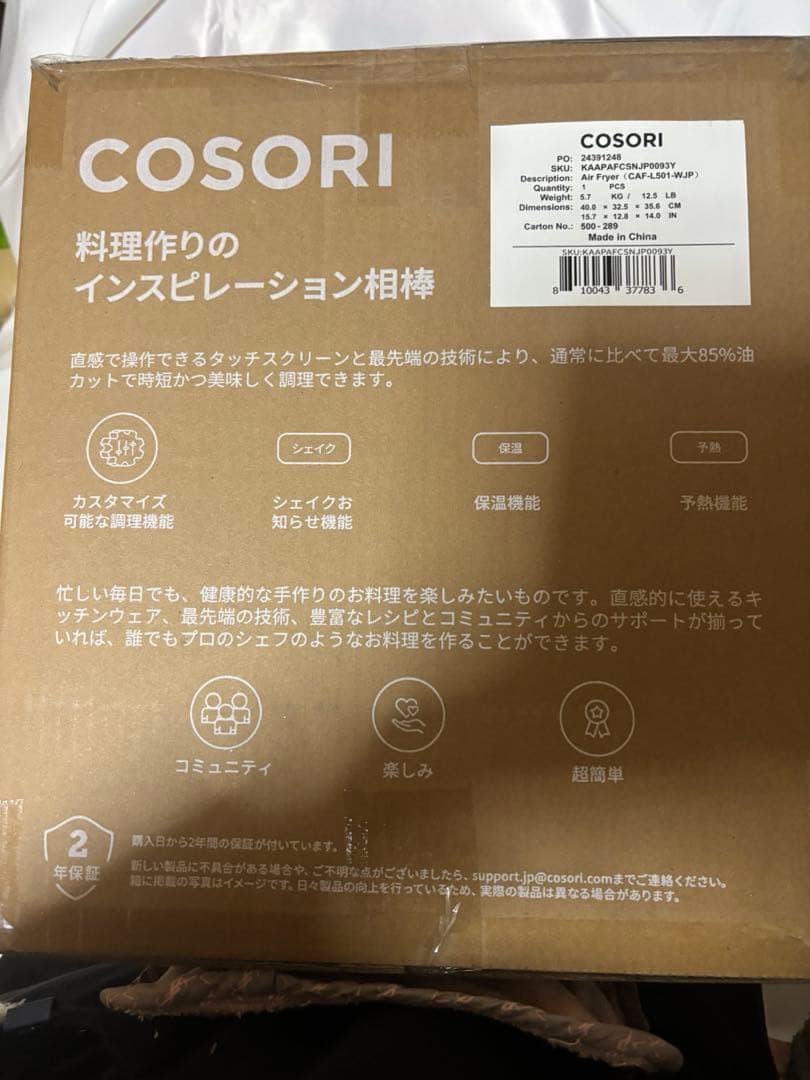 COSORI
料理作りの
インスピレーション相棒
COSORI
PO: 24391248
SKU: KAAPAFCSNJP0093Y
Description: Air Fryer（CAF-L501-WJP）
Quantity: 1 PCS
Weight: 5.7 KG / 12.5 LB
Dimensions: 40.0 × 32.5 × 35.6 CM
15.7 × 12.8 × 14.0 IN
Carton No.: 500-289
Made in China
SKU:KAAPAFCSNJP0093Y
8 10043 37783 6
直感で操作できるタッチスクリーンと最先端の技術により、通常に比べて最大85%油
カットで時短かつ美味しく調理できます。
シェイク
保温
予熱
カスタマイズ
可能な調理機能
シェイクお
知らせ機能
保温機能
予熱機能
忙しい毎日でも、健康的な手作りのお料理を楽しみたいものです。直感的に使えるキ
ッチンウェア、最先端の技術、豊富なレシピとコミュニティからのサポートが揃って
いれば、誰でもプロのシェフのようなお料理を作ることができます。
コミュニティ
楽しみ
超簡単
2
年保証
購入日から2年間の保証が付いています。
新しい製品に不具合がある場合や、ご不明な点がございましたら、support.jp@cosori.comまでご連絡ください。
箱に掲載の写真はイメージです。日々製品の向上を行っているため、実際の製品は異なる場合があります。